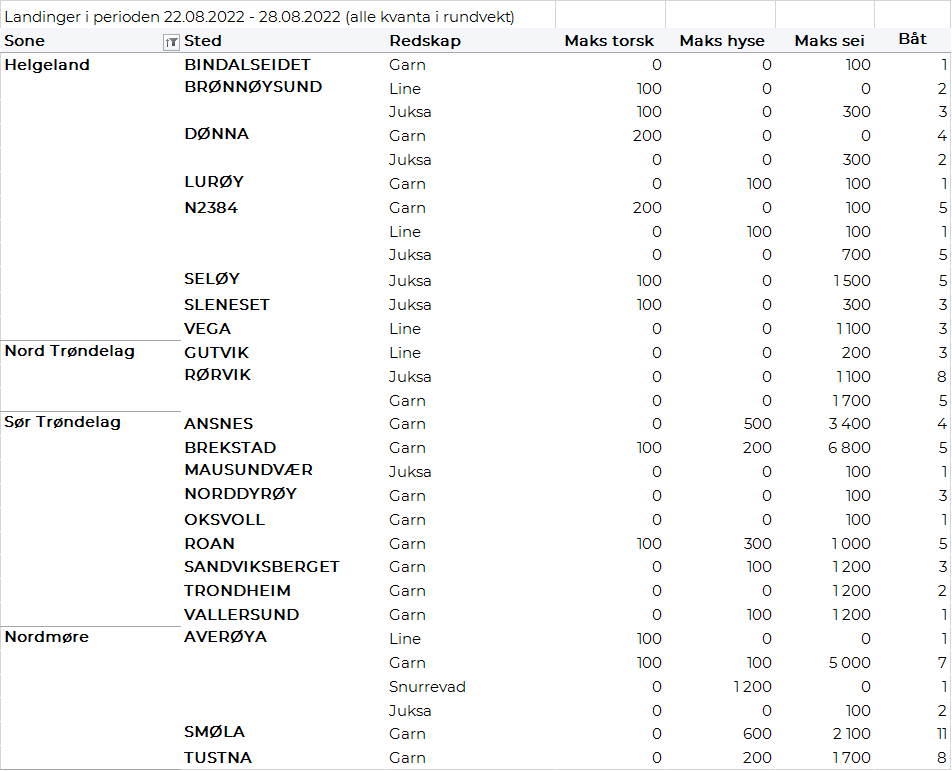 Landinger i perioden 22.08.2022 - 28.08.2022 (alle kvanta i rundvekt)
Sone Sted Redskap Maks torsk Maks hyse Maks sei Båt
Helgeland BINDALSEIDET Garn 0 0 100 1
BRØNNØYSUND Line 100 0 0 2
Juksa 100 0 300 3
DØNNA Garn 200 0 0 4
Juksa 0 0 300 2
LURØY Garn 0 100 100 1
N2384 Garn 200 0 100 5
Line 0 100 100 1
Juksa 0 0 700 5
SELØY Juksa 100 0 1 500 5
SLENESET Juksa 100 0 300 3
VEGA Line 0 0 1 100 3
Nord Trøndelag GUTVIK Line 0 0 200 3
RØRVIK Juksa 0 0 1 100 8
Garn 0 0 1 700 5
Sør Trøndelag ANSNES Garn 0 500 3 400 4
BREKSTAD Garn 100 200 6 800 5
MAUSUNDVÆR Juksa 0 0 100 1
NORDDYRØY Garn 0 0 100 3
OKSVOLL Garn 0 0 100 1
ROAN Garn 100 300 1 000 5
SANDVIKSBERGET Garn 0 100 1 200 3
TRONDHEIM Garn 0 0 1 200 2
VALLERSUND Garn 0 100 1 200 1
Nordmøre AVERØYA Line 100 0 0 1
Garn 100 100 5 000 7
Snurrevad 0 1 200 0 1
Juksa 0 0 100 2
SMØLA Garn 0 600 2 100 11
TUSTNA Garn 0 200 1 700 8